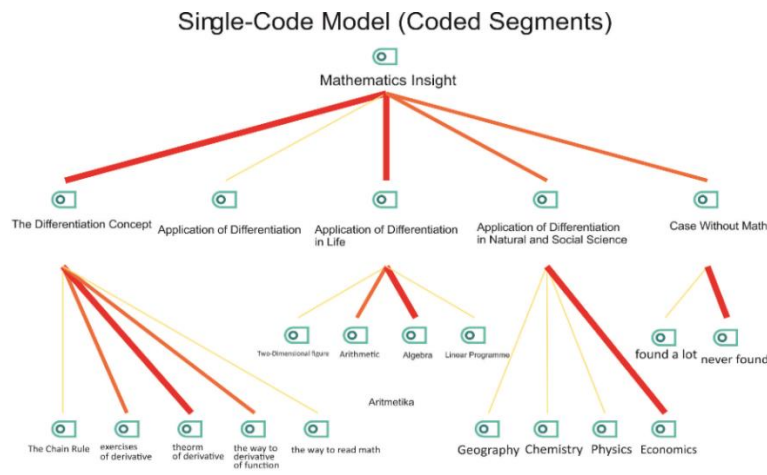 Single-Code Model (Coded Segments)
Mathematics Insight
The Differentiation Concept
Application of Differentiation
Application of Differentiation
in Life
Application of Differentiation
in Natural and Social Science
Case Without Math
Two-Dimensional figure
Arithmetic
Algebra
Linear Programme
found a lot
never found
Aritmetika
The Chain Rule
exercises
of derivative
theorm
of derivative
the way to
derivative
of function
the way to read math
Geography
Chemistry
Physics
Economics